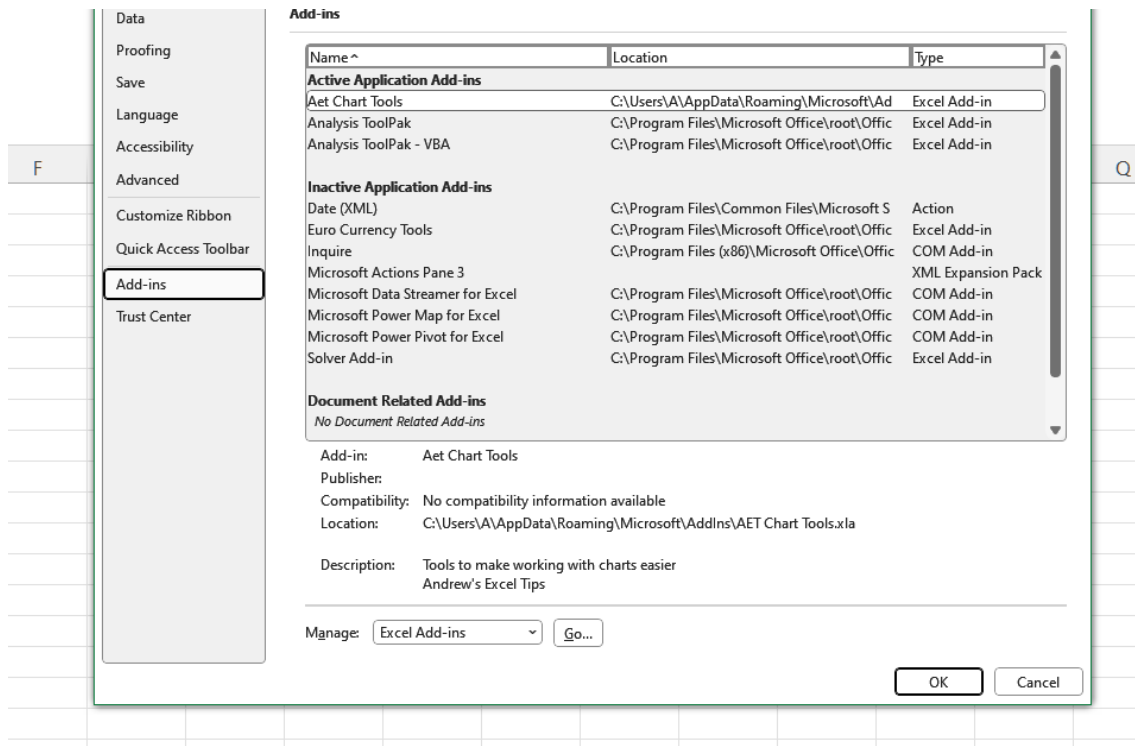 Data
Proofing
Save
Language
Accessibility
Advanced
Customize Ribbon
Quick Access Toolbar
Add-ins
Trust Center
F
Q
Add-ins
Name Location Type
Active Application Add-ins
Aet Chart Tools C:\Users\A\AppData\Roaming\Microsoft\Ad Excel Add-in
Analysis ToolPak C:\Program Files\Microsoft Office\root\Offic Excel Add-in
Analysis ToolPak - VBA C:\Program Files\Microsoft Office\root\Offic Excel Add-in
Inactive Application Add-ins
Date (XML) C:\Program Files\Common Files\Microsoft S Action
Euro Currency Tools C:\Program Files\Microsoft Office\root\Offic Excel Add-in
Inquire C:\Program Files (x86)\Microsoft Office\Offic COM Add-in
Microsoft Actions Pane 3 XML Expansion Pack
Microsoft Data Streamer for Excel C:\Program Files\Microsoft Office\root\Offic COM Add-in
Microsoft Power Map for Excel C:\Program Files\Microsoft Office\root\Offic COM Add-in
Microsoft Power Pivot for Excel C:\Program Files\Microsoft Office\root\Offic COM Add-in
Solver Add-in C:\Program Files\Microsoft Office\root\Offic Excel Add-in
Document Related Add-ins
No Document Related Add-ins
Add-in: Aet Chart Tools
Publisher:
Compatibility: No compatibility information available
Location: C:\Users\A\AppData\Roaming\Microsoft\AddIns\AET Chart Tools.xla
Description: Tools to make working with charts easier
Andrew's Excel Tips
Manage: Excel Add-ins Go...
OK Cancel